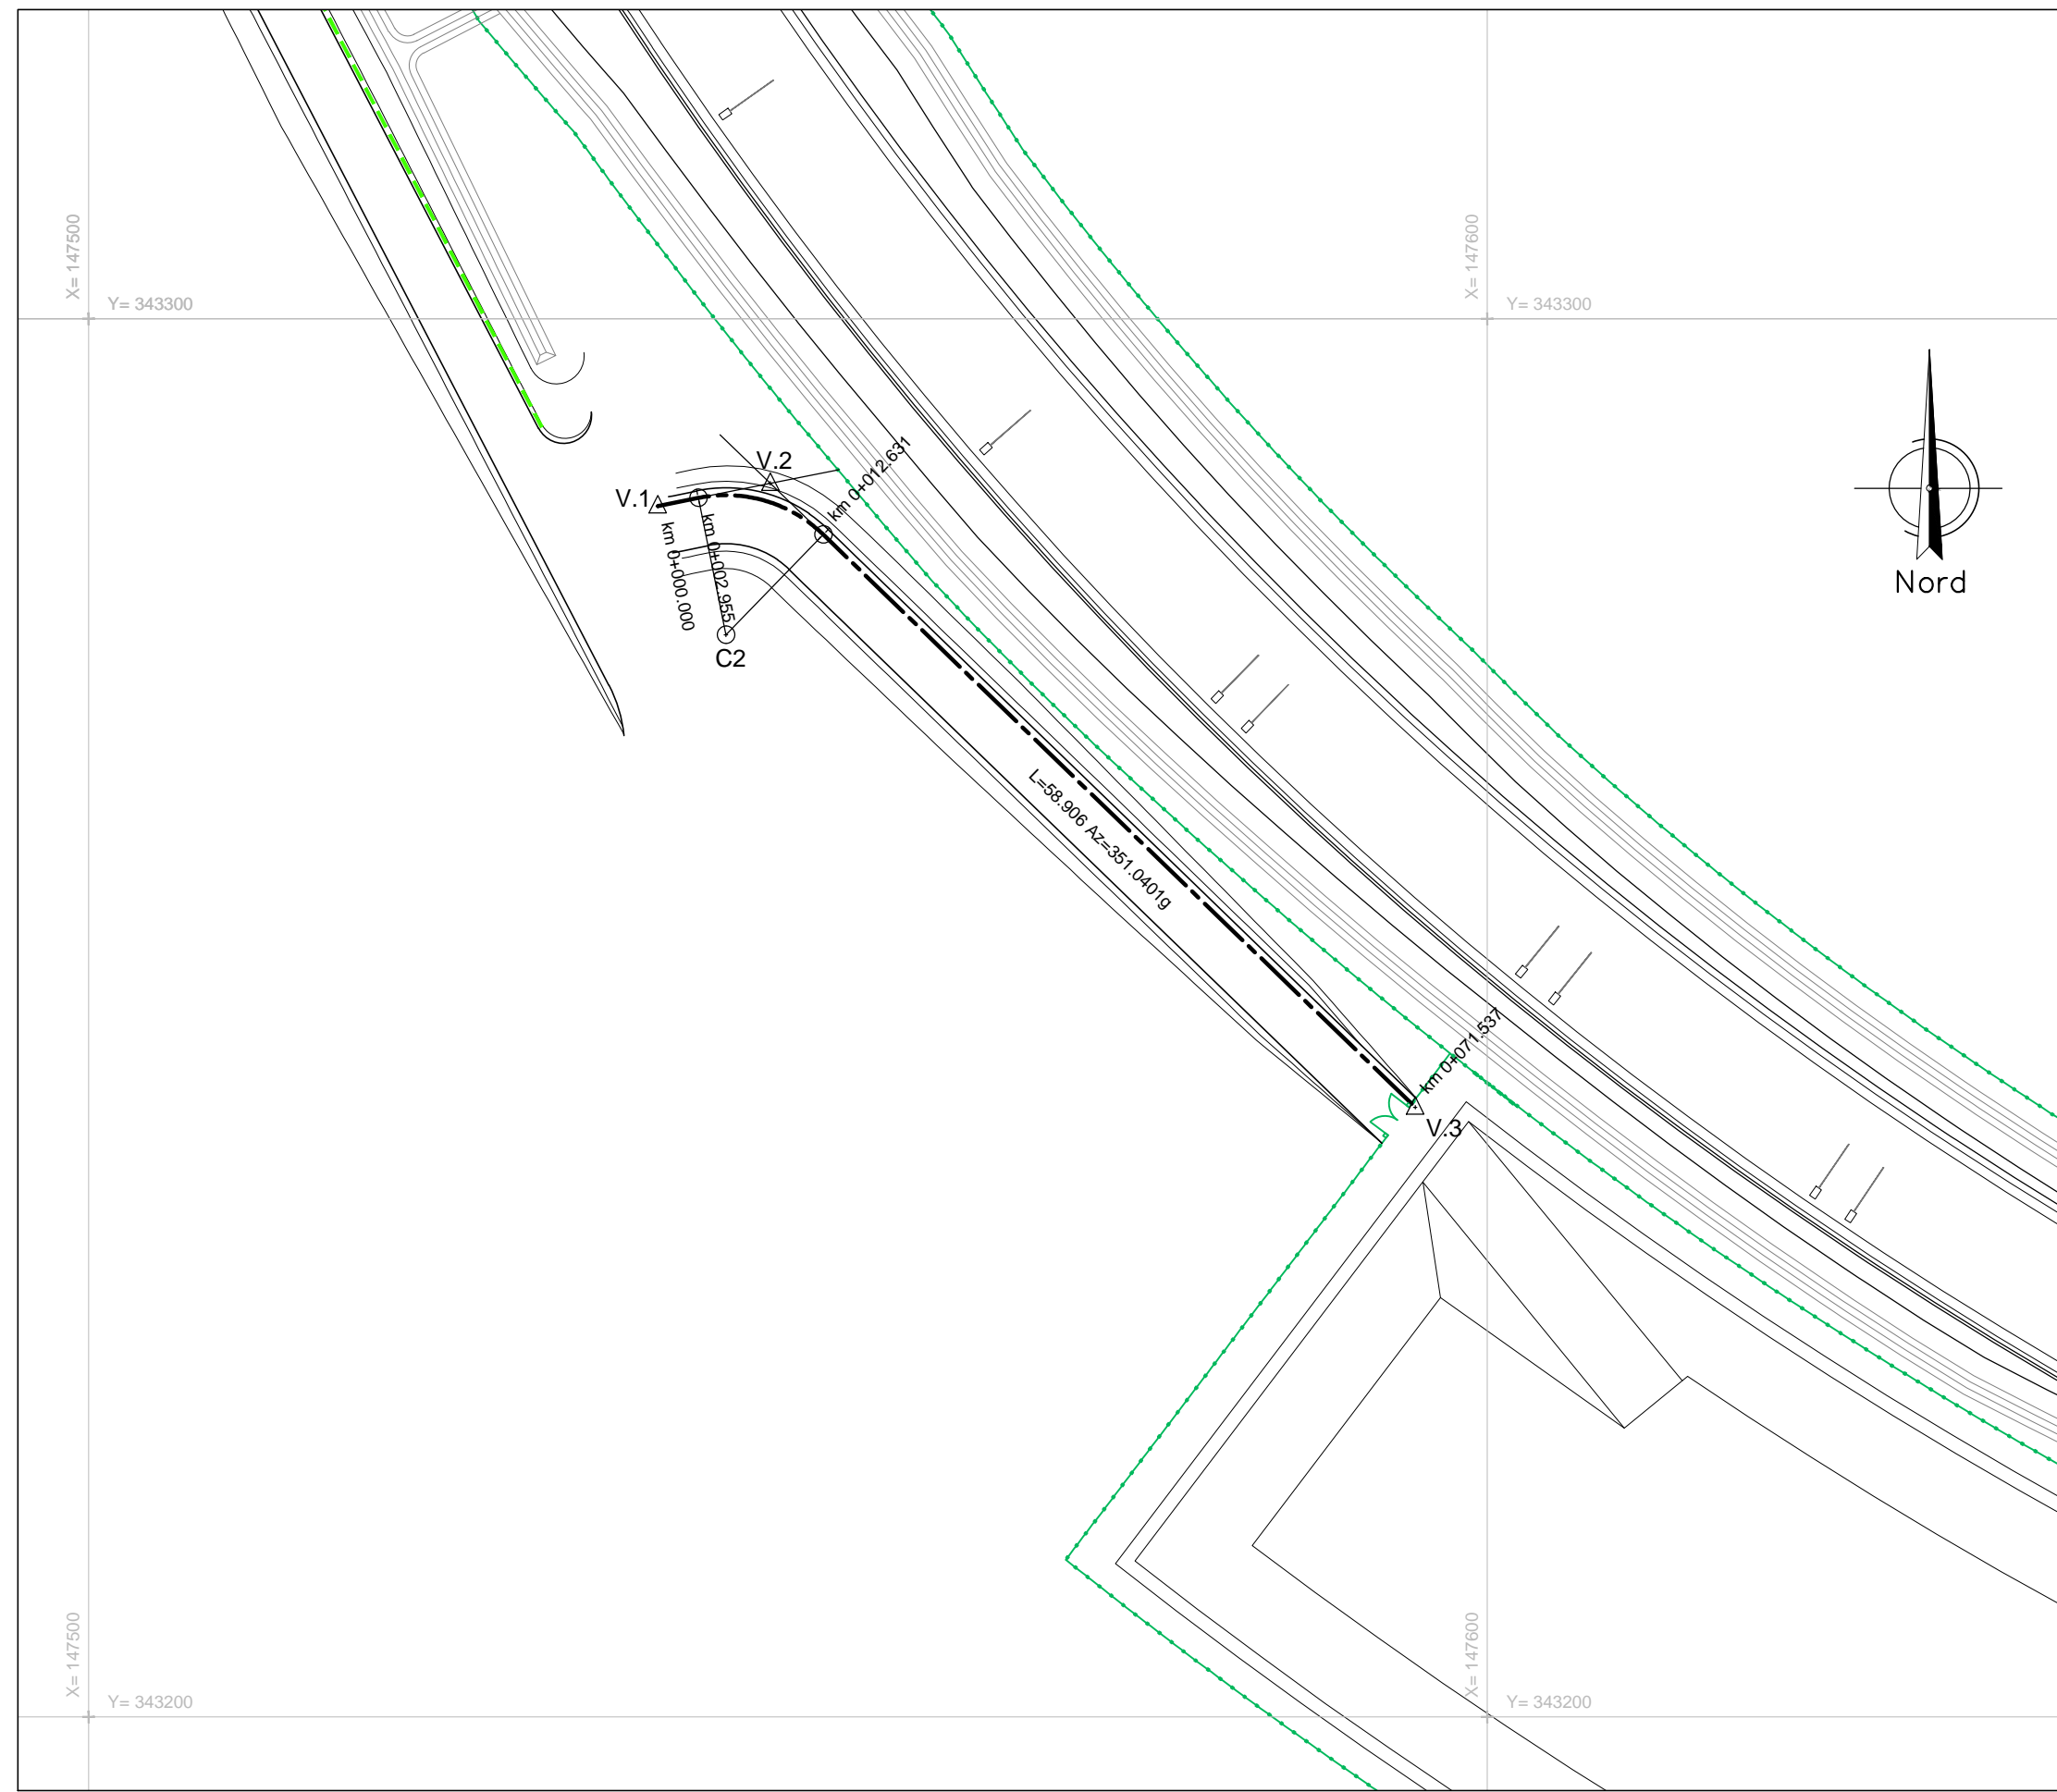 X= 147500
Y= 343300
X= 147600
Y= 343300
Nord
V.1
V.2
km 0+012.631
km 0+000.000
km 0+002.955
C2
L=58.906 Az=351.0401g
km 0+071.537
V.3
X= 147500
Y= 343200
X= 147600
Y= 343200